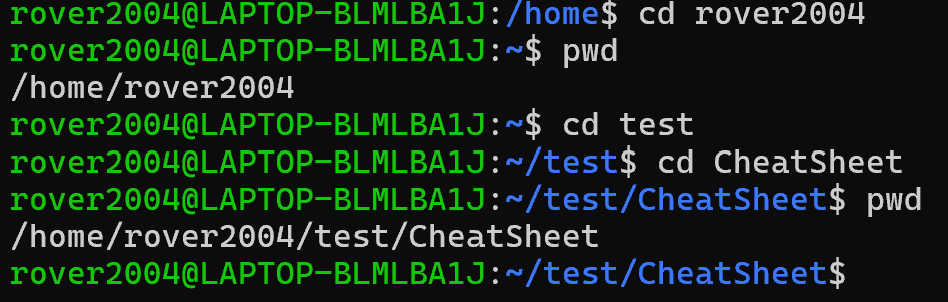 rover2004@LAPTOP-BLMLBA1J:/home$ cd rover2004
rover2004@LAPTOP-BLMLBA1J:~$ pwd
/home/rover2004
rover2004@LAPTOP-BLMLBA1J:~$ cd test
rover2004@LAPTOP-BLMLBA1J:~/test$ cd CheatSheet
rover2004@LAPTOP-BLMLBA1J:~/test/CheatSheet$ pwd
/home/rover2004/test/CheatSheet
rover2004@LAPTOP-BLMLBA1J:~/test/CheatSheet$